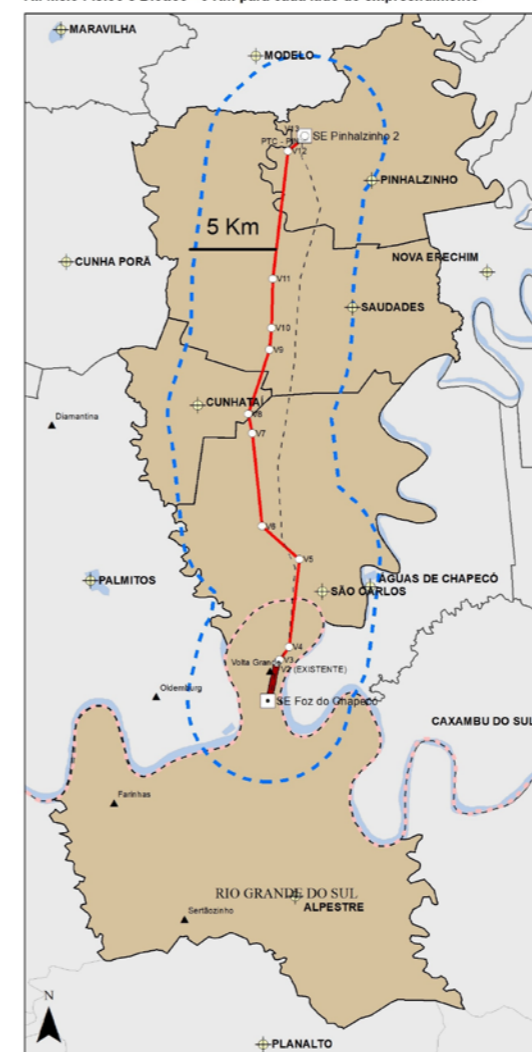 MARAVILHA
MODELO
V13
SE Pinhalzinho 2
V12
PINHALZINHO
5 Km
CUNHA PORÃ
NOVA ERECHIM
V11
SAUDADES
V10
V9
CUNHATAÍ
V8
Diamantina
V7
V6
V5
PALMITOS
ÁGUAS DE CHAPECÓ
SÃO CARLOS
V4
V3
Volta Grande
V2 (EXISTENTE)
Oldemburg
SE Foz do Chapecó
CAXAMBU DO SUL
Farinhas
RIO GRANDE DO SUL
ALPESTRE
Sertãozinho
N
PLANALTO